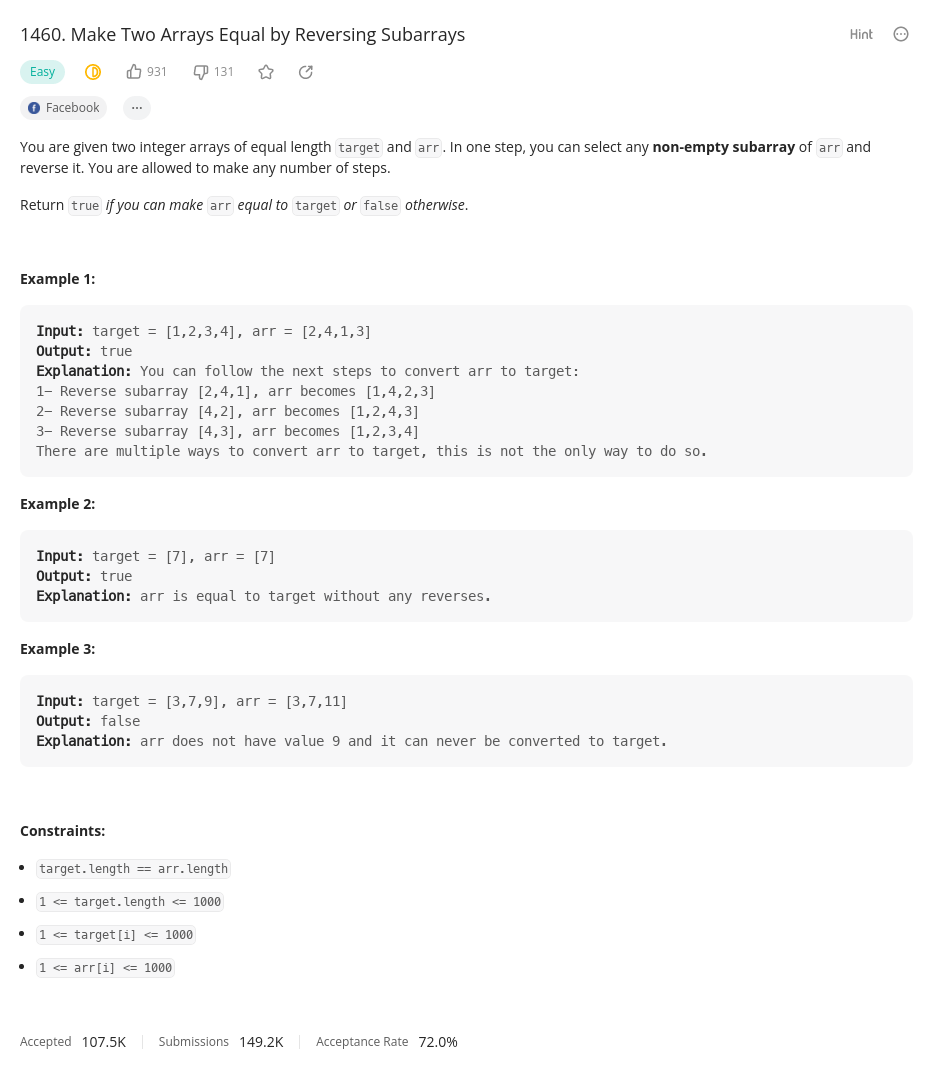 1460. Make Two Arrays Equal by Reversing Subarrays
Hint
Easy
931
131
Facebook
...
You are given two integer arrays of equal length target and arr. In one step, you can select any non-empty subarray of arr and
reverse it. You are allowed to make any number of steps.
Return true if you can make arr equal to target or false otherwise.
Example 1:
Input: target = [1,2,3,4], arr = [2,4,1,3]
Output: true
Explanation: You can follow the next steps to convert arr to target:
1- Reverse subarray [2,4,1], arr becomes [1,4,2,3]
2- Reverse subarray [4,2], arr becomes [1,2,4,3]
3- Reverse subarray [4,3], arr becomes [1,2,3,4]
There are multiple ways to convert arr to target, this is not the only way to do so.
Example 2:
Input: target = [7], arr = [7]
Output: true
Explanation: arr is equal to target without any reverses.
Example 3:
Input: target = [3,7,9], arr = [3,7,11]
Output: false
Explanation: arr does not have value 9 and it can never be converted to target.
Constraints:
target.length == arr.length
1 <= target.length <= 1000
1 <= target[i] <= 1000
1 <= arr[i] <= 1000
Accepted 107.5K Submissions 149.2K Acceptance Rate 72.0%